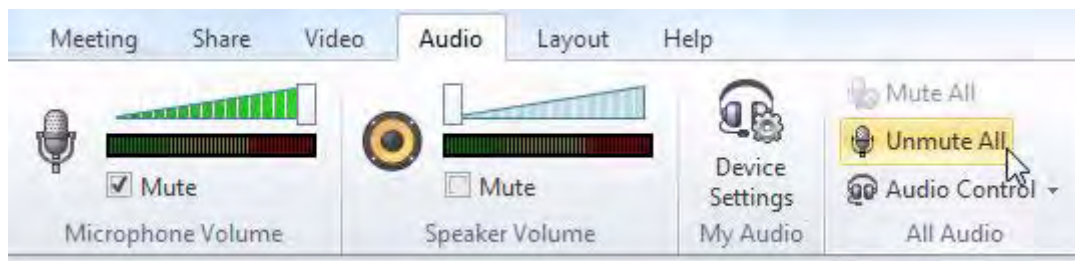 Meeting Share Video Audio Layout Help
Mute All
Unmute All
Mute
Mute
Device
Settings
Audio Control
Microphone Volume
Speaker Volume
My Audio
All Audio